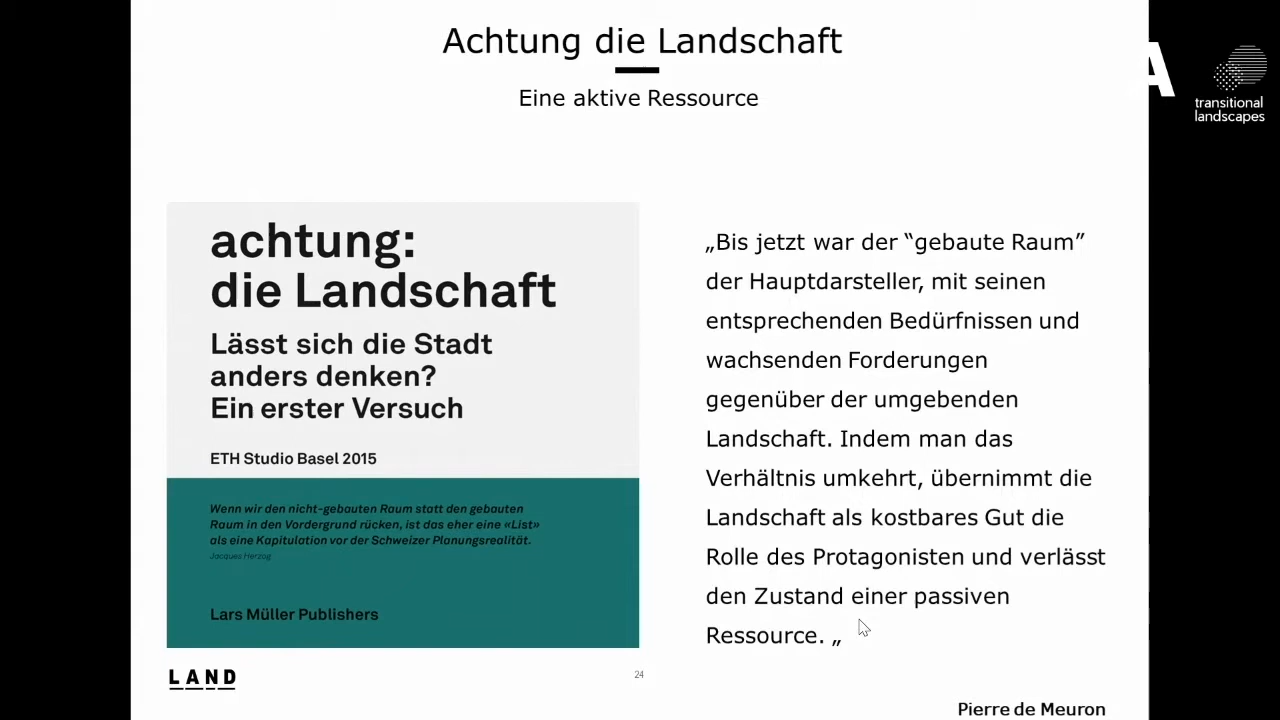 Achtung die Landschaft
Eine aktive Ressource
A
transitional
landscapes
achtung:
die Landschaft
Lässt sich die Stadt
anders denken?
Ein erster Versuch
ETH Studio Basel 2015
Wenn wir den nicht-gebauten Raum statt den gebauten
Raum in den Vordergrund rücken, ist das eher eine «List»
als eine Kapitulation vor der Schweizer Planungsrealität.
Jacques Herzog
Lars Müller Publishers
„Bis jetzt war der “gebaute Raum”
der Hauptdarsteller, mit seinen
entsprechenden Bedürfnissen und
wachsenden Forderungen
gegenüber der umgebenden
Landschaft. Indem man das
Verhältnis umkehrt, übernimmt die
Landschaft als kostbares Gut die
Rolle des Protagonisten und verlässt
den Zustand einer passiven
Ressource. „
LAND
24
Pierre de Meuron